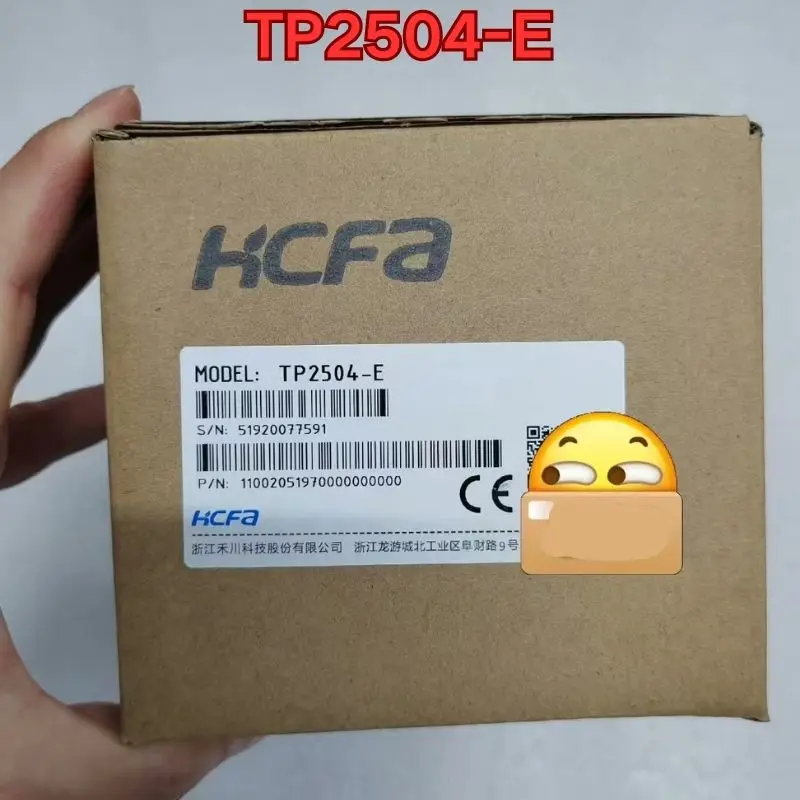 TP2504-E
HCFa
MODEL: TP2504-E
S/N: 51920077591
P/N: 11002051970000000000
CE
HCFa
浙江禾川科技股份有限公司 浙江龙游城北工业区阜财路9号